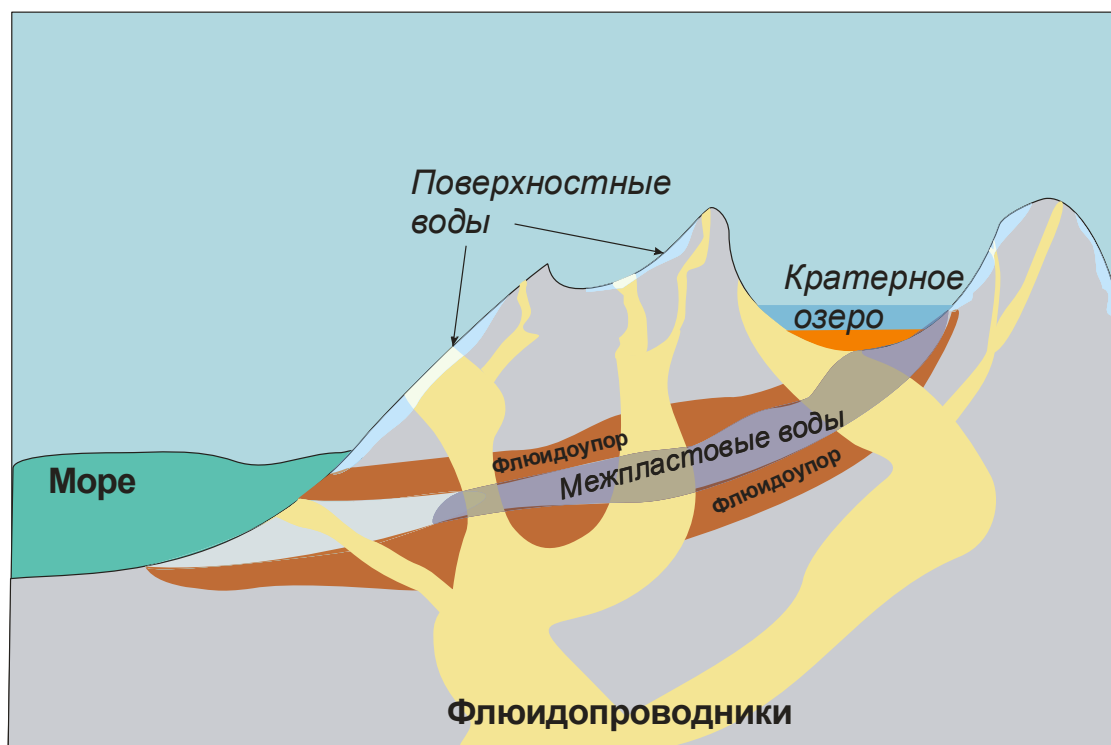 Поверхностные
воды
Кратерное
озеро
Флюидоупор
Межпластовые воды
Флюидоупор
Море
Флюидопроводники